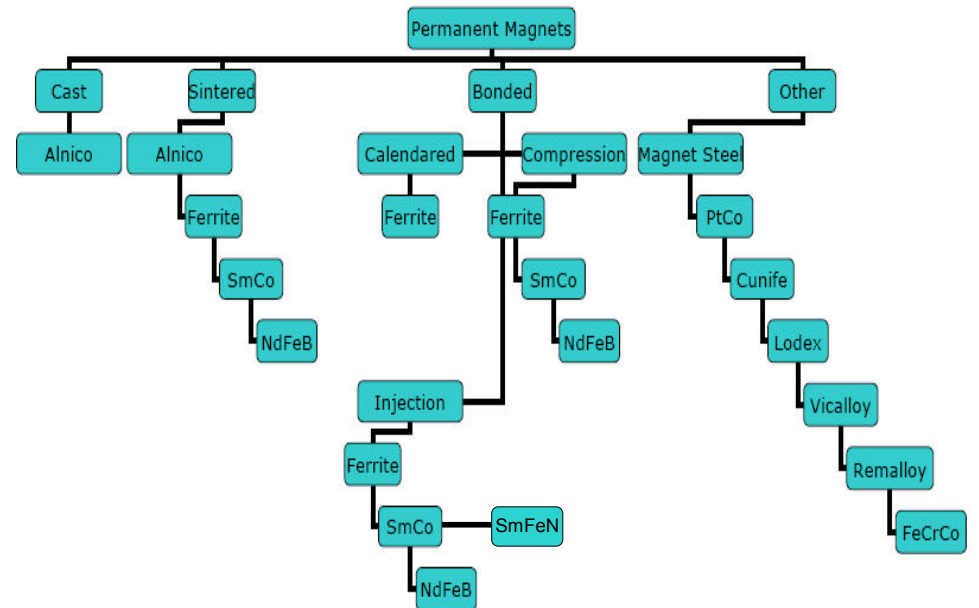 Permanent Magnets
Cast
Sintered
Bonded
Other
Alnico
Alnico
Calendared
Compression
Magnet Steel
Ferrite
Ferrite
Ferrite
PtCo
SmCo
SmCo
Cunife
NdFeB
NdFeB
Lodex
Injection
Vicalloy
Ferrite
Remalloy
SmCo
SmFeN
FeCrCo
NdFeB